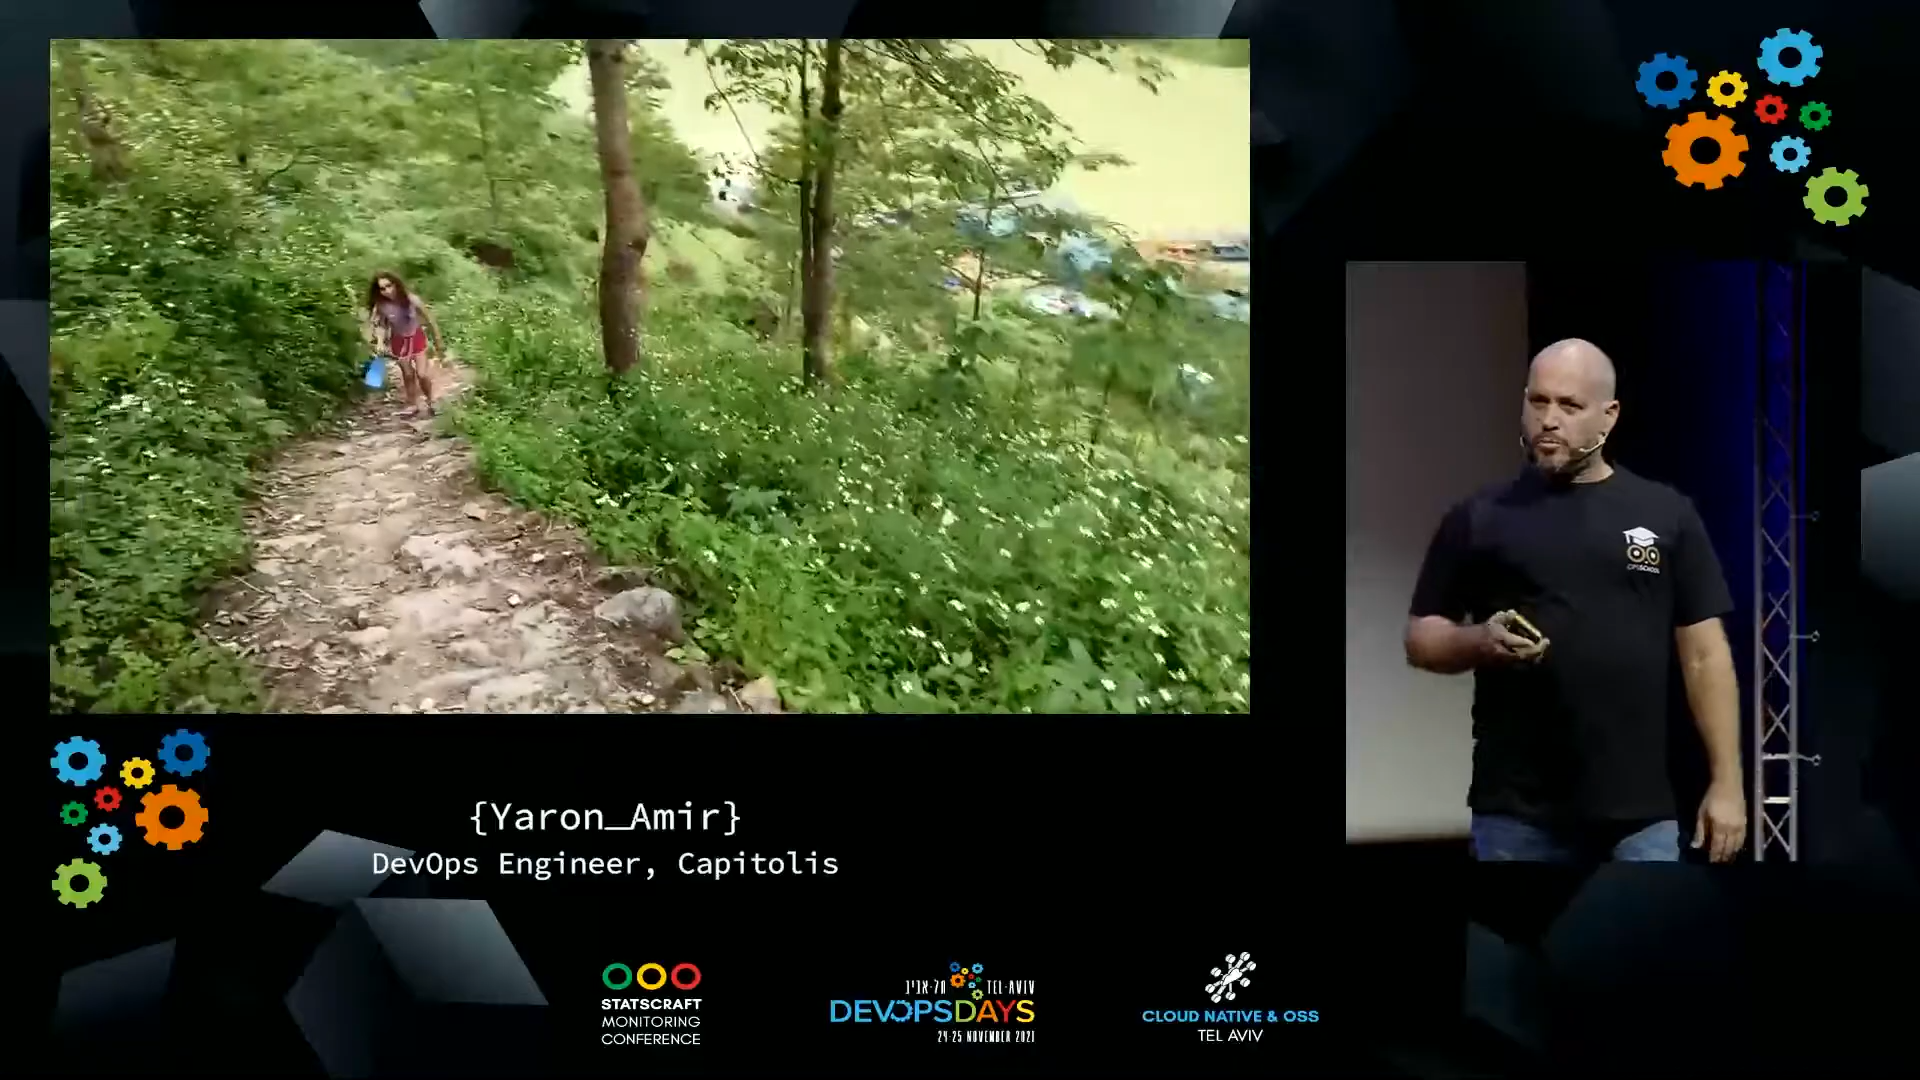 OPSSCHOOL
{Yaron_Amir}
DevOps Engineer, Capitolis
STATSCRAFT
MONITORING
CONFERENCE
תל-אביב TEL-AVIV
DEVOPSDAYS
24-25 NOVEMBER 2021
CLOUD NATIVE & OSS
TEL AVIV